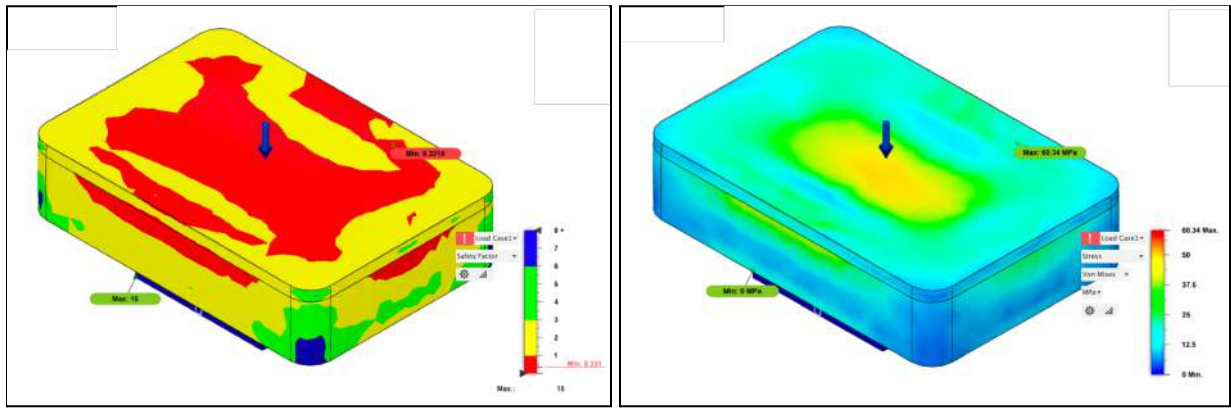 Min: 0.3314
8 +
Load Case1
7
Safety Factor
6
5
4
Max: 15
3
2
1
Min. 0.331
Max.:
15
Max: 60.34 MPa
Load Case1
60.34 Max.
Stress
50
Von Mises
37.5
Min: 0 MPa
MPa
25
12.5
0 Min.